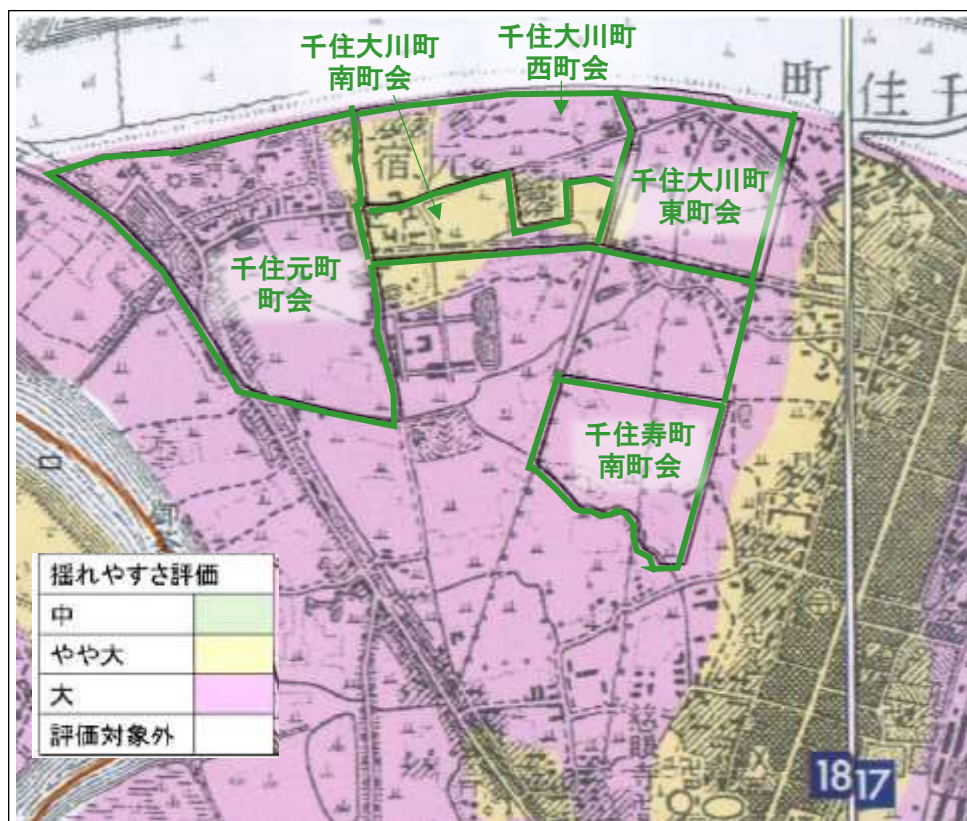 千住大川町
南町会
千住大川町
西町会
町住千
元宿
千住大川町
東町会
千住元町
町会
千住寿町
南町会
揺れやすさ評価
中
やや大
大
評価対象外
18 17